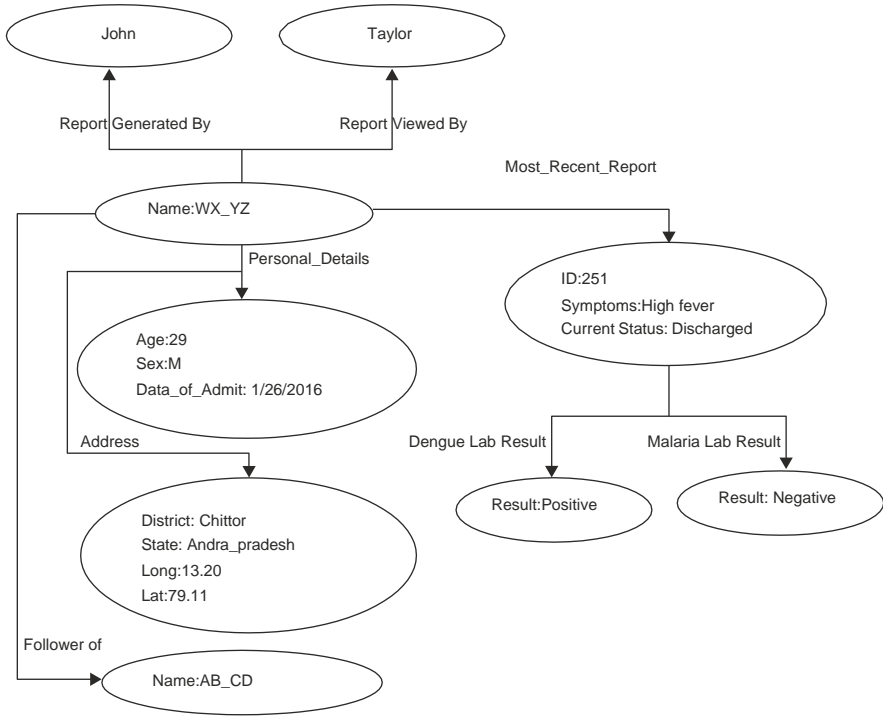 John
Taylor
Report Generated By
Report Viewed By
Most_Recent_Report
Name:WX_YZ
Personal_Details
ID:251
Symptoms:High fever
Current Status: Discharged
Age:29
Sex:M
Data_of_Admit: 1/26/2016
Address
Dengue Lab Result
Malaria Lab Result
Result:Positive
Result: Negative
District: Chittor
State: Andra_pradesh
Long:13.20
Lat:79.11
Follower of
Name:AB_CD